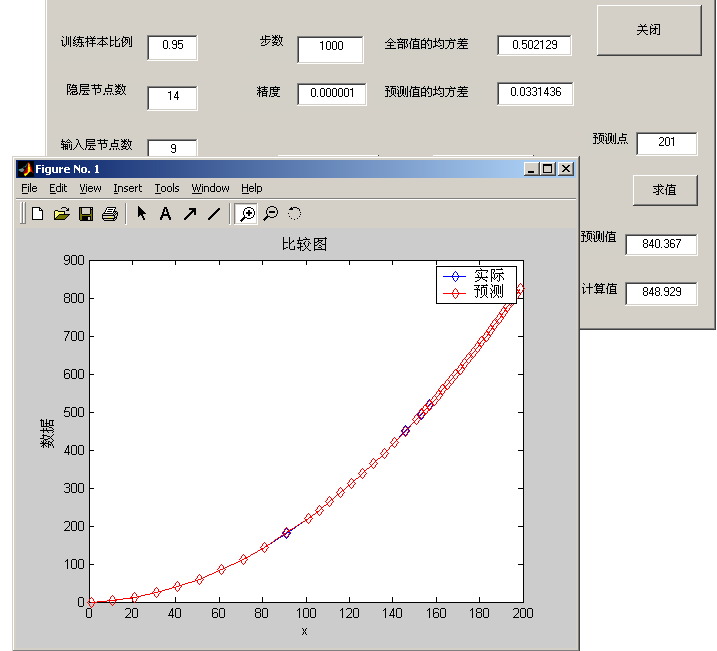 训练样本比例 0.95 步数 1000 全部值的均方差 0.502129 关闭
隐层节点数 14 精度 0.000001 预测值的均方差 0.0331436
输入层节点数 9 预测点 201
求值
预测值 840.367
计算值 848.929
Figure No. 1
File Edit View Insert Tools Window Help
比较图
实际
预测
数据
900
800
700
600
500
400
300
200
100
0
0 20 40 60 80 100 120 140 160 180 200
x